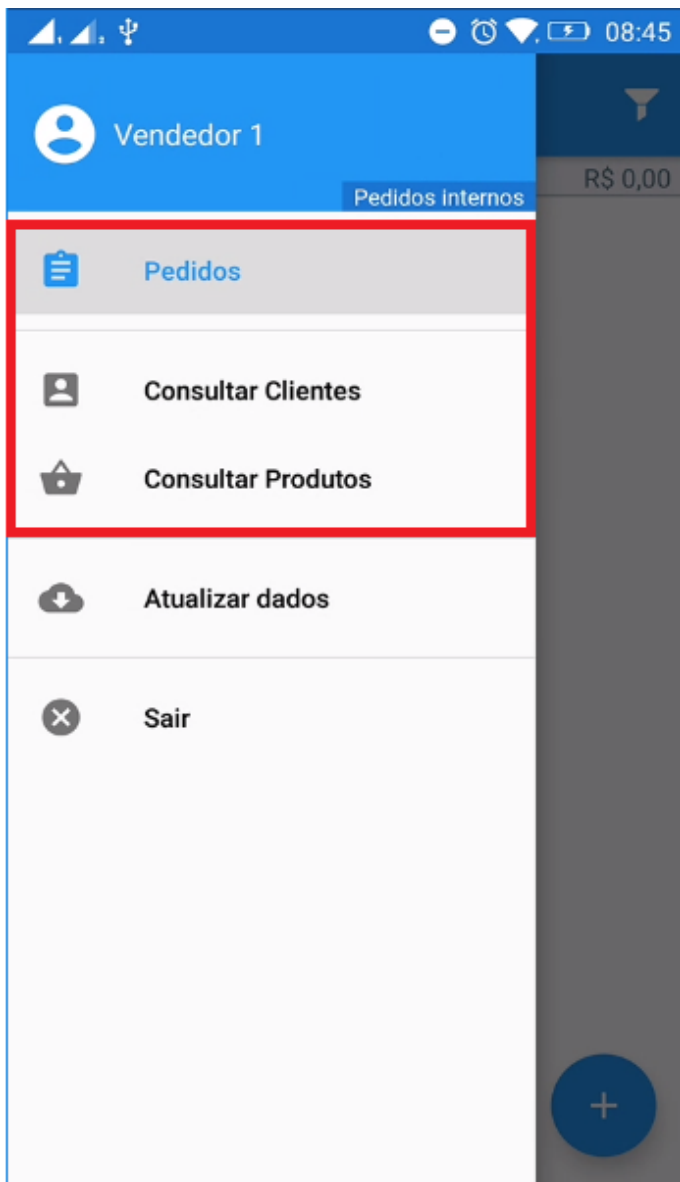 08:45
Vendedor 1
Pedidos internos
R$ 0,00
Pedidos
Consultar Clientes
Consultar Produtos
Atualizar dados
Sair